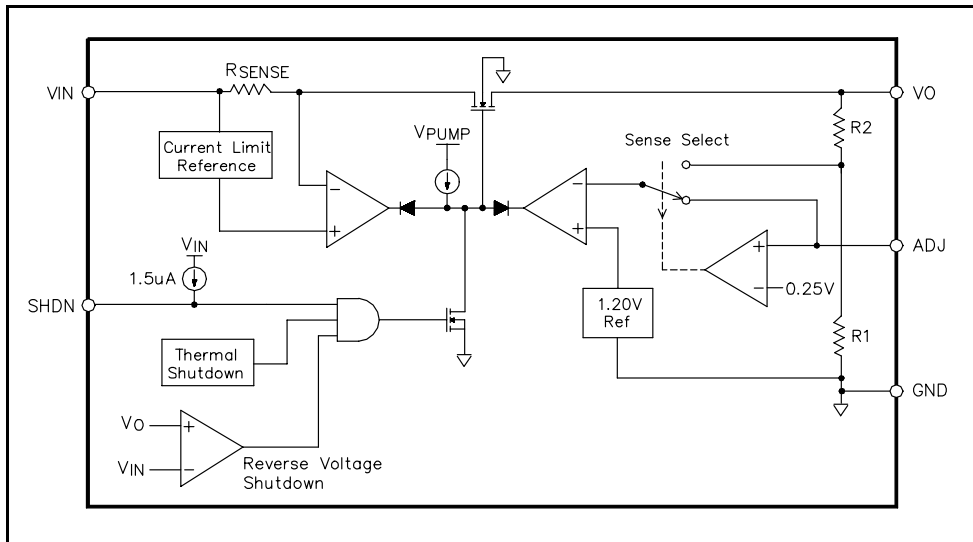 RSENSE
VIN
VO
Current Limit
Reference
VPUMP
Sense Select
R2
-
+
-
+
+
-
0.25V
ADJ
VIN
1.5uA
SHDN
1.20V
Ref
R1
Thermal
Shutdown
GND
VO
+
VIN
-
Reverse Voltage
Shutdown